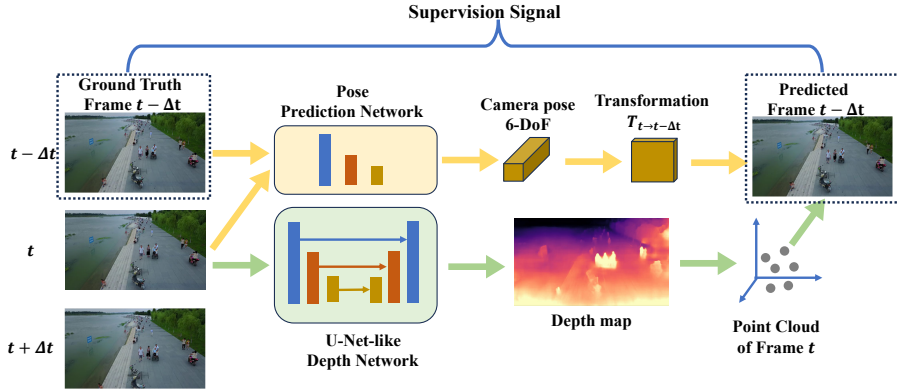 Supervision Signal
Ground Truth
Frame t − Δt
Pose
Prediction Network
Camera pose
6-DoF
Transformation
T_{t→t−Δt}
Predicted
Frame t − Δt
t − Δt
t
t + Δt
U-Net-like
Depth Network
Depth map
Point Cloud
of Frame t